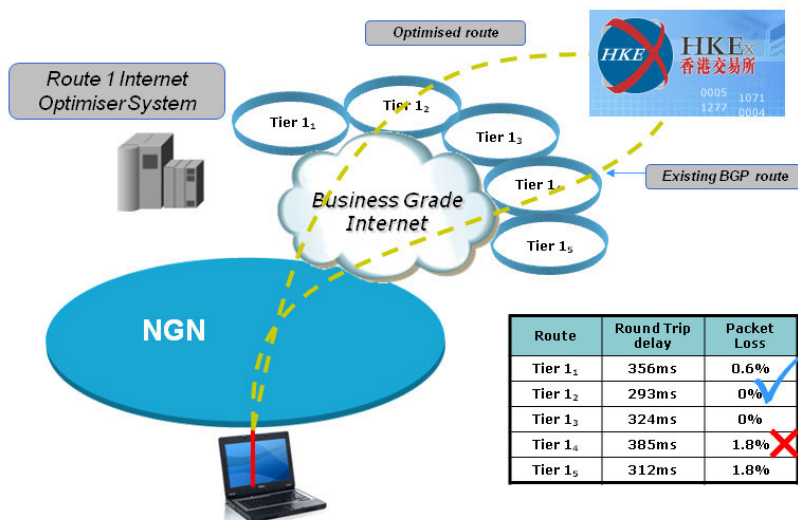 Optimised route
HKEX
HKEx
香港交易所
0005 1071
1277 0004
Route 1 Internet
Optimiser System
Tier 1₁
Tier 1₂
Tier 1₃
Tier 1₄
Tier 1₅
Existing BGP route
Business Grade
Internet
NGN
Route Round Trip delay Packet Loss
Tier 1₁ 356ms 0.6%
Tier 1₂ 293ms 0%
Tier 1₃ 324ms 0%
Tier 1₄ 385ms 1.8%
Tier 1₅ 312ms 1.8%